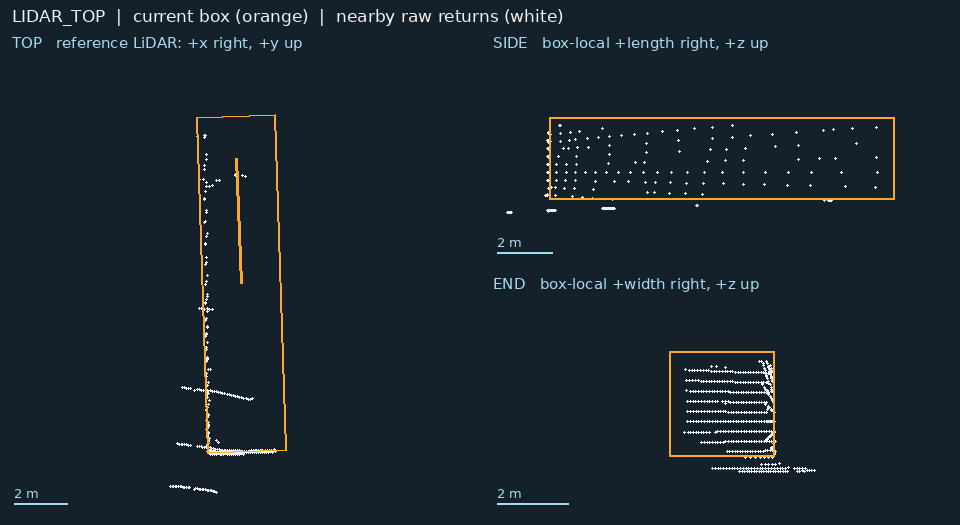 LIDAR_TOP | current box (orange) | nearby raw returns (white)
TOP reference LiDAR: +x right, +y up
SIDE box-local +length right, +z up
2 m
END box-local +width right, +z up
2 m
2 m